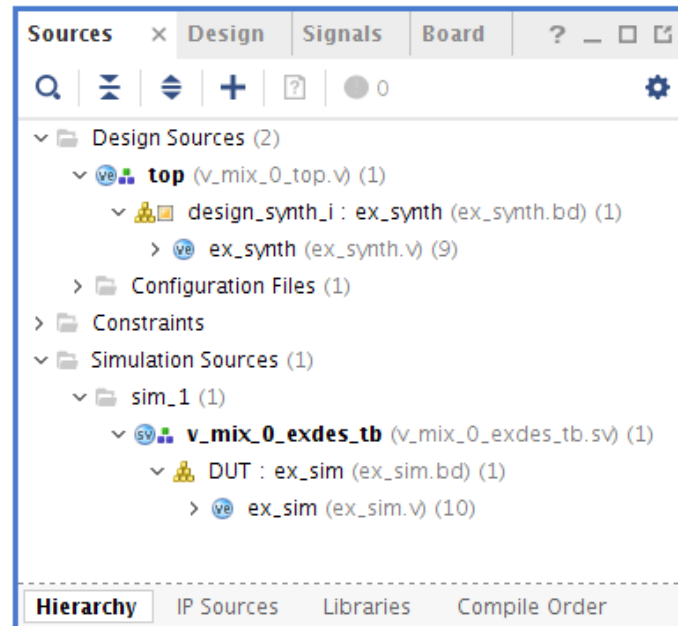 Sources × Design Signals Board ?
0
Design Sources (2)
top (v_mix_0_top.v) (1)
design_synth_i : ex_synth (ex_synth.bd) (1)
ex_synth (ex_synth.v) (9)
Configuration Files (1)
Constraints
Simulation Sources (1)
sim_1 (1)
v_mix_0_exdes_tb (v_mix_0_exdes_tb.sv) (1)
DUT : ex_sim (ex_sim.bd) (1)
ex_sim (ex_sim.v) (10)
Hierarchy IP Sources Libraries Compile Order